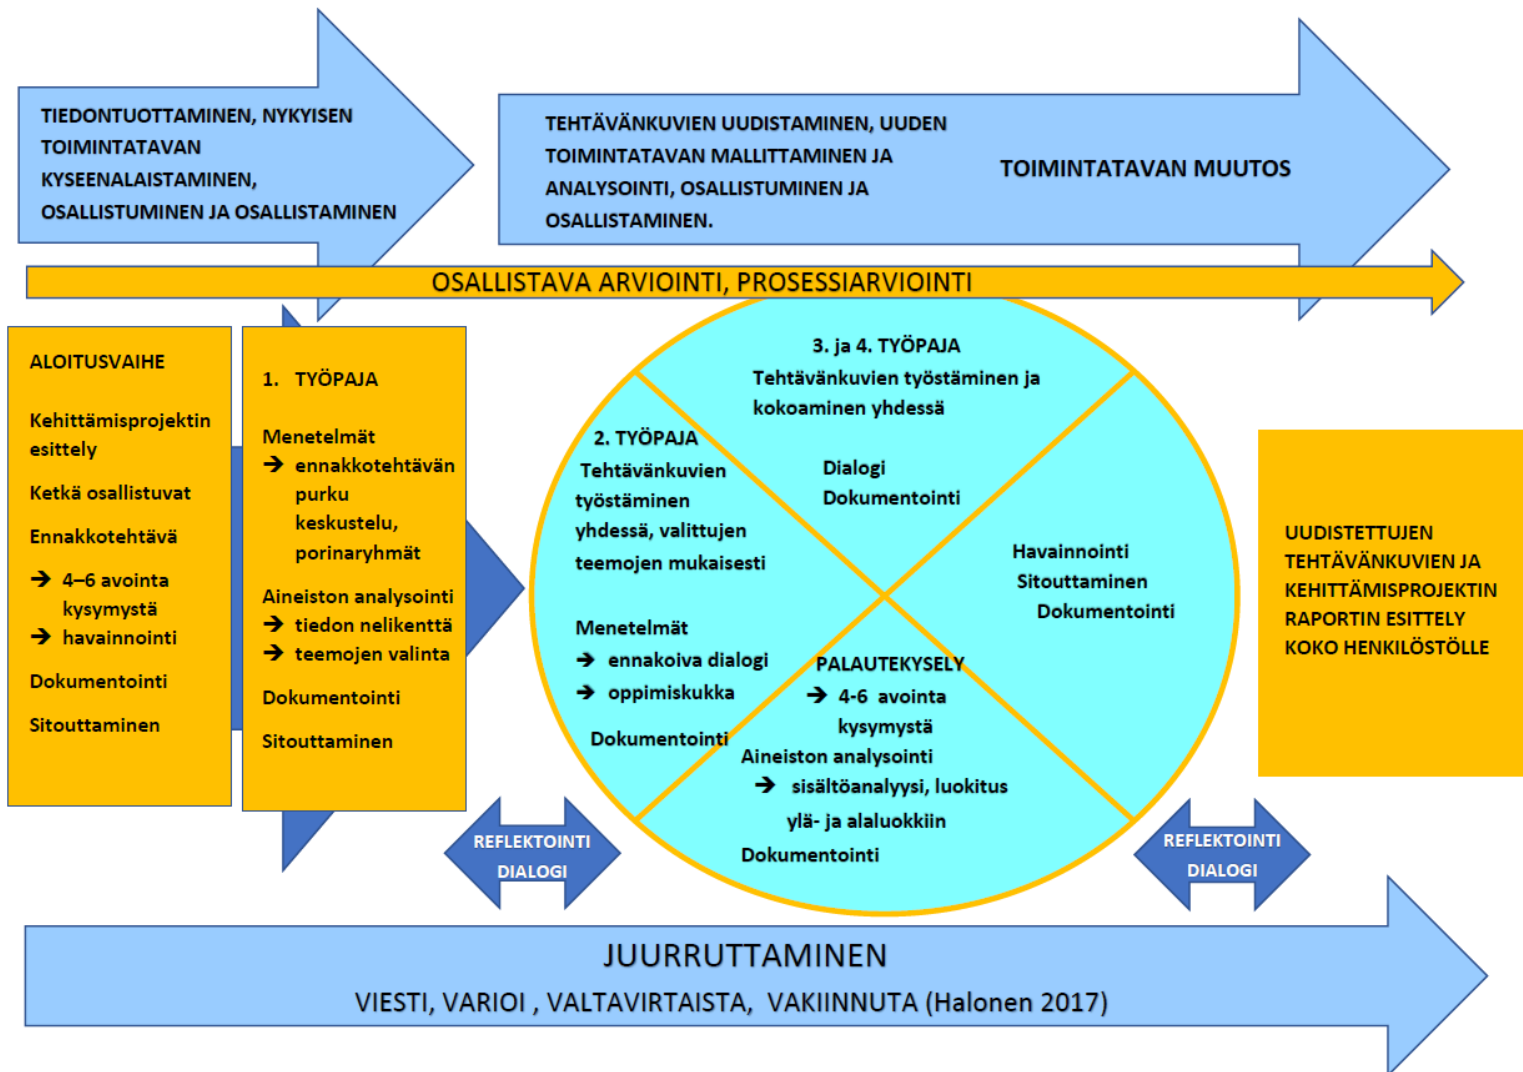 TIEDONTUOTTAMINEN, NYKYISEN
TOIMINTATAVAN
KYSEENALAISTAMINEN,
OSALLISTUMINEN JA OSALLISTAMINEN
TEHTÄVÄNKUVIEN UUDISTAMINEN, UUDEN
TOIMINTATAVAN MALLITTAMINEN JA
ANALYSOINTI, OSALLISTUMINEN JA
OSALLISTAMINEN.
TOIMINTATAVAN MUUTOS
OSALLISTAVA ARVIOINTI, PROSESSIARVIOINTI
ALOITUSVAIHE
Kehittämisprojektin
esittely
Ketkä osallistuvat
Ennakkotehtävä
→ 4–6 avointa
kysymystä
→ havainnointi
Dokumentointi
Sitouttaminen
1. TYÖPAJA
Menetelmät
→ ennakkotehtävän
purku
keskustelu,
porinaryhmät
Aineiston analysointi
→ tiedon nelikenttä
→ teemojen valinta
Dokumentointi
Sitouttaminen
2. TYÖPAJA
Tehtävänkuvien
työstäminen
yhdessä, valittujen
teemojen mukaisesti
Menetelmät
→ ennakoiva dialogi
→ oppimiskukka
Dokumentointi
3. ja 4. TYÖPAJA
Tehtävänkuvien työstäminen ja
kokoaminen yhdessä
Dialogi
Dokumentointi
Havainnointi
Sitouttaminen
Dokumentointi
PALAUTEKYSELY
→ 4-6 avointa
kysymystä
Aineiston analysointi
→ sisältöanalyysi, luokitus
ylä- ja alaluokkiin
Dokumentointi
UUDISTETTUJEN
TEHTÄVÄNKUVIEN JA
KEHITTÄMISPROJEKTIN
RAPORTIN ESITTELY
KOKO HENKILÖSTÖLLE
REFLEKTOINTI
DIALOGI
REFLEKTOINTI
DIALOGI
JUURRUTTAMINEN
VIESTI, VARIOI , VALTAVIRTAISTA, VAKIINNUTA (Halonen 2017)